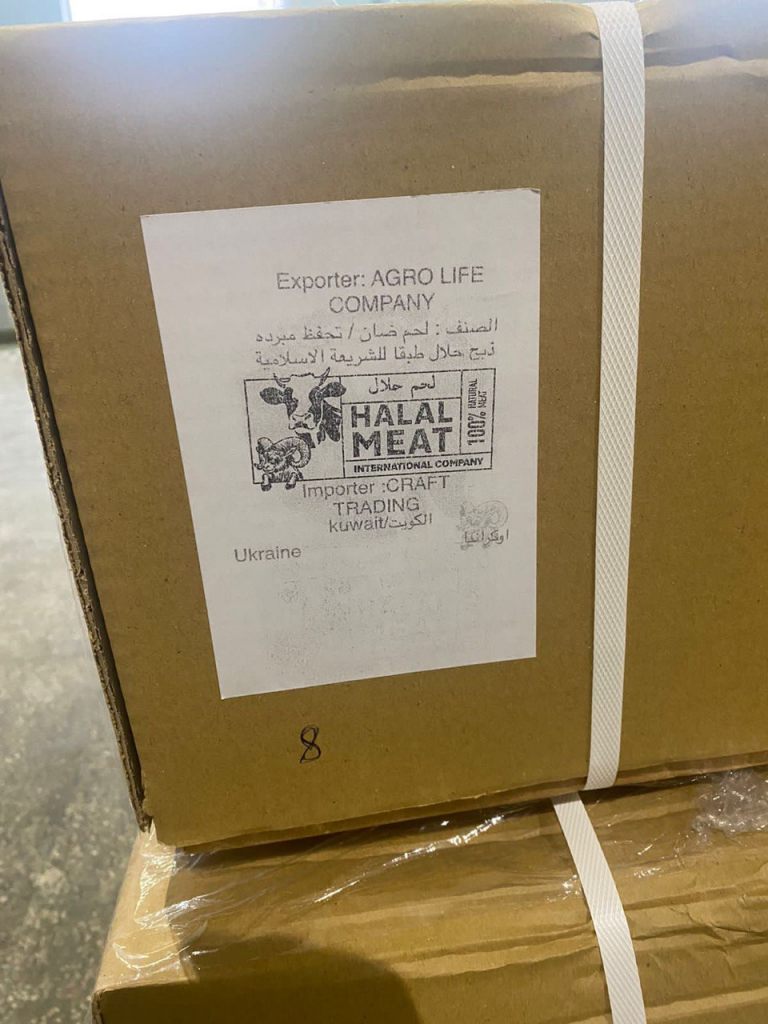 Exporter: AGRO LIFE
COMPANY
الصنف : لحم ضان / تحفظ مبرده
ذبح حلال طبقا للشريعة الاسلامية
لحم حلال
HALAL
MEAT
100% NATURAL MEAT
INTERNATIONAL COMPANY
Importer :CRAFT
TRADING
kuwait/الكويت
اوكرانيا
Ukraine
8